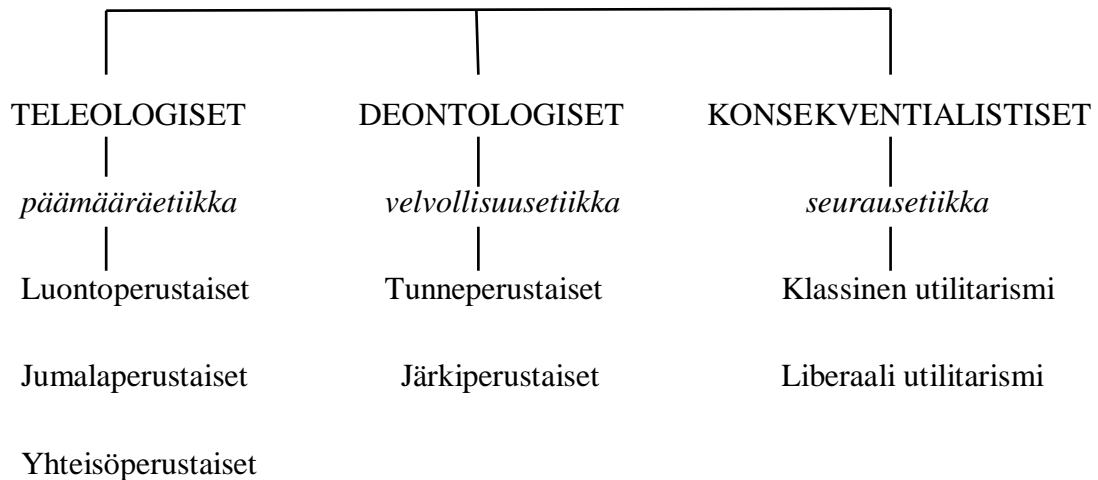 TELEOLOGISET DEONTOLOGISET KONSEKVENTIALISTISET
päämääräetiikka velvollisuusetiikka seurausetiikka
Luontoperustaiset Tunneperustaiset Klassinen utilitarismi
Jumalaperustaiset Järkiperustaiset Liberaali utilitarismi
Yhteisöperustaiset